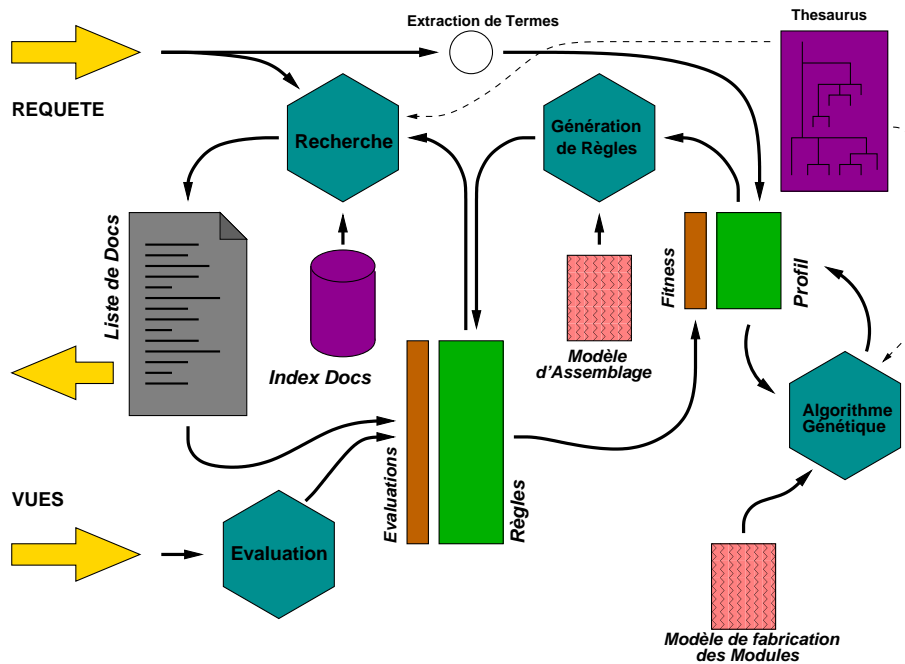 Extraction de Termes
Thesaurus
REQUETE
Recherche
Génération
de Règles
Liste de Docs
Fitness
Profil
Index Docs
Modèle
d'Assemblage
Algorithme
Génétique
Evaluations
Règles
VUES
Evaluation
Modèle de fabrication
des Modules